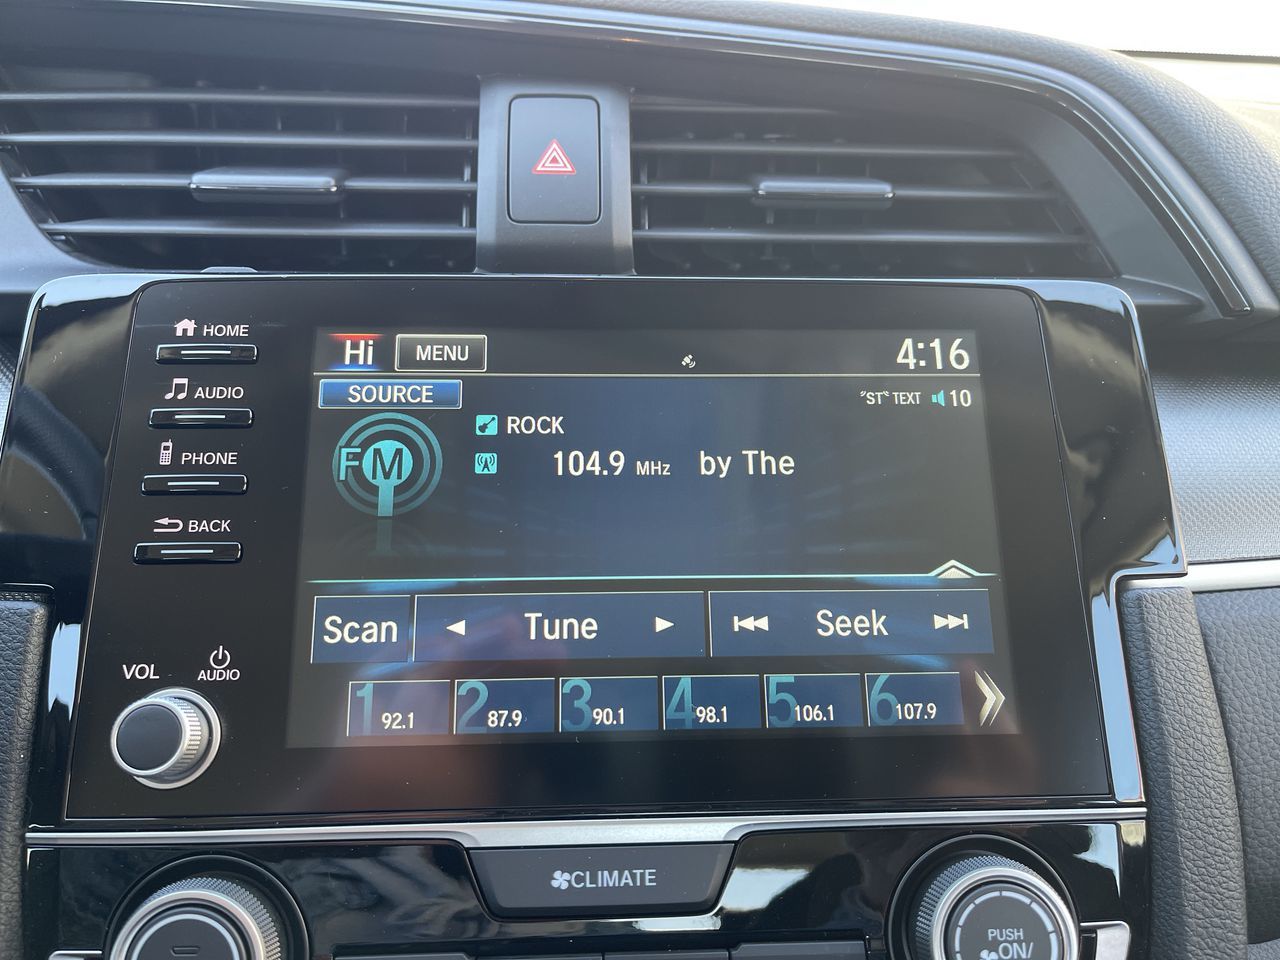 HOME
AUDIO
PHONE
BACK
VOL
AUDIO
Hi MENU 4:16
SOURCE "ST" TEXT 10
FM
ROCK
104.9 MHz by The
Scan Tune Seek
1 92.1 2 87.9 3 90.1 4 98.1 5 106.1 6 107.9
CLIMATE
PUSH
ON/